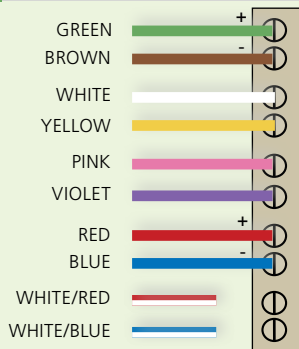 GREEN +
BROWN -
WHITE
YELLOW
PINK
VIOLET
RED +
BLUE -
WHITE/RED
WHITE/BLUE